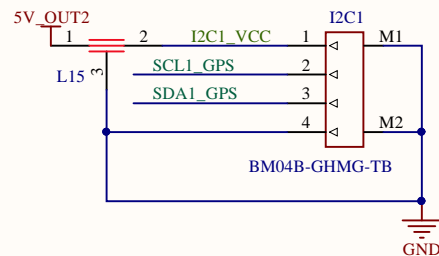 5V_OUT2
I2C1
1
2
I2C1_VCC
1
M1
SCL1_GPS
2
L15
3
SDA1_GPS
3
4
M2
BM04B-GHMG-TB
GND